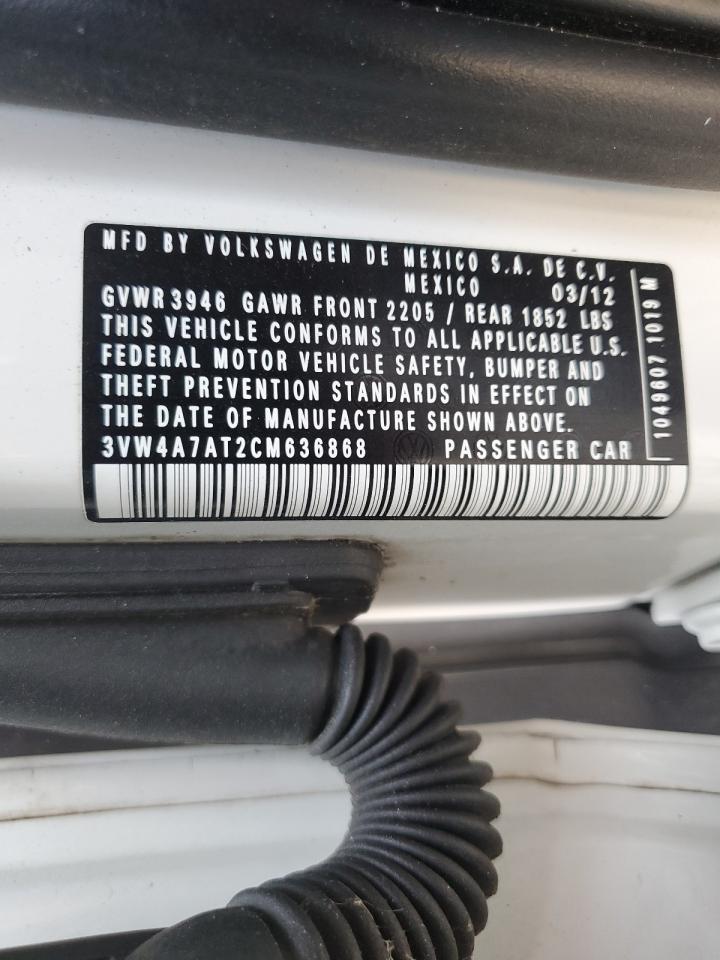 MFD BY VOLKSWAGEN DE MEXICO S.A. DE C.V.
MEXICO 03/12
GVWR 3946 GAWR FRONT 2205 / REAR 1852 LBS
THIS VEHICLE CONFORMS TO ALL APPLICABLE U.S.
FEDERAL MOTOR VEHICLE SAFETY, BUMPER AND
THEFT PREVENTION STANDARDS IN EFFECT ON
THE DATE OF MANUFACTURE SHOWN ABOVE.
3VW4A7AT2CM636868 PASSENGER CAR
1049607 1019 M